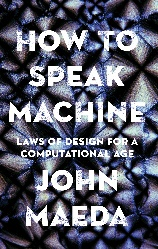 HOW TO
SPEAK
MACHINE
LAWS OF DESIGN FOR A
COMPUTATIONAL AGE
JOHN
MAEDA